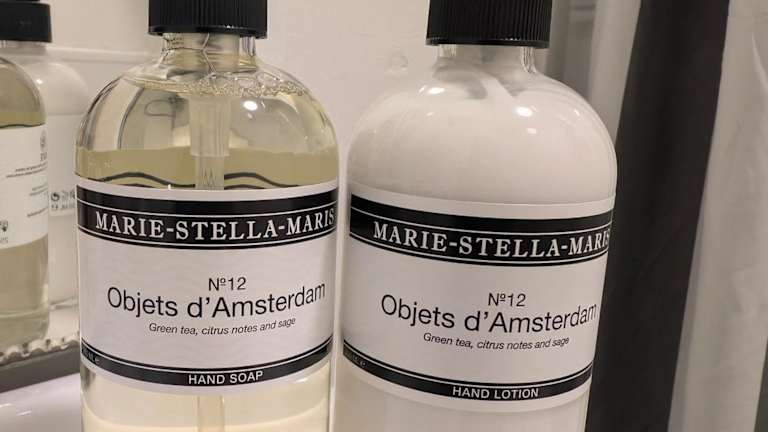 MARIE-STELLA-MARIS
Nº12
Objets d'Amsterdam
Green tea, citrus notes and sage
HAND SOAP
MARIE-STELLA-MARIS
Nº12
Objets d'Amsterdam
Green tea, citrus notes and sage
HAND LOTION